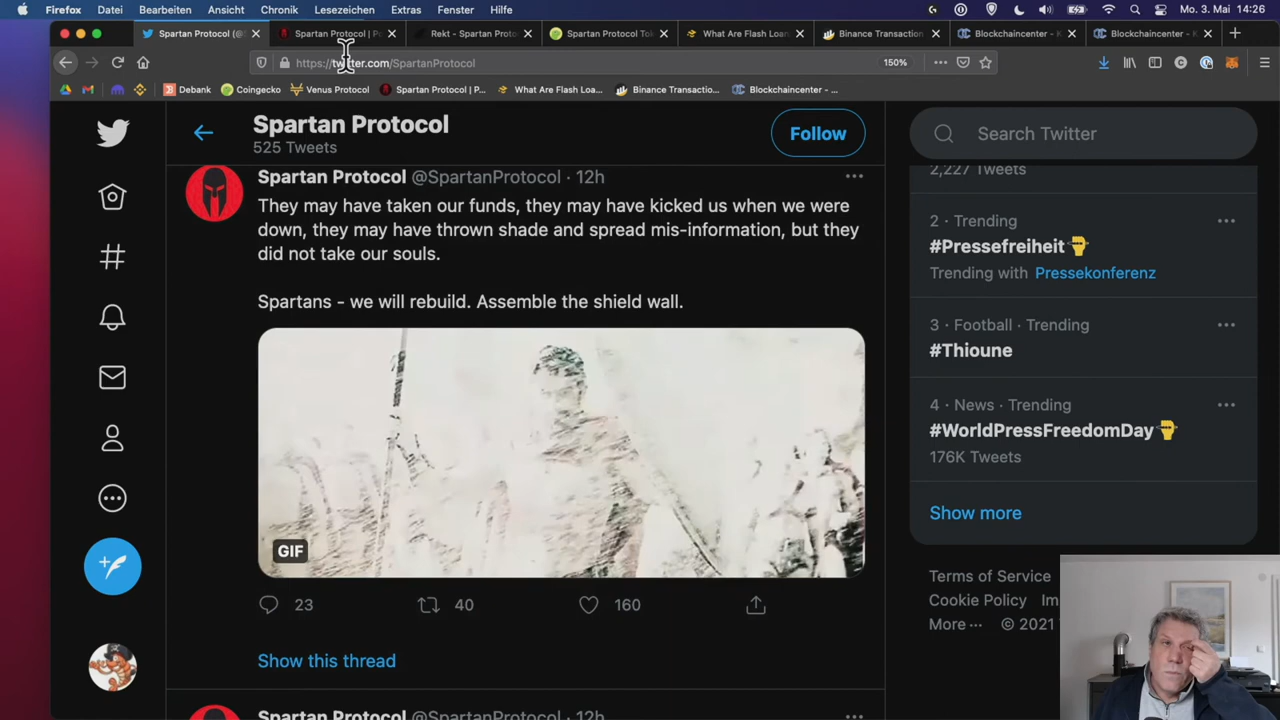 Firefox Datei Bearbeiten Ansicht Chronik Lesezeichen Extras Fenster Hilfe Mo. 3. Mai 14:26
Spartan Protocol (@S
Spartan Protocol | P
Rekt - Spartan Proto
Spartan Protocol Tok
What Are Flash Loan
Binance Transaction
Blockchaincenter - K
Blockchaincenter - K
https://twitter.com/SpartanProtocol 150%
Debank Coingecko Venus Protocol Spartan Protocol | P... What Are Flash Loa... Binance Transactio... Blockchaincenter - ...
Spartan Protocol
525 Tweets
Follow
Search Twitter
Spartan Protocol @SpartanProtocol · 12h
They may have taken our funds, they may have kicked us when we were
down, they may have thrown shade and spread mis-information, but they
did not take our souls.
Spartans - we will rebuild. Assemble the shield wall.
GIF
23 40 160
Show this thread
Spartan Protocol @SpartanProtocol · 12h
2,227 Tweets
2 · Trending
#Pressefreiheit
Trending with Pressekonferenz
3 · Football · Trending
#Thioune
4 · News · Trending
#WorldPressFreedomDay
176K Tweets
Show more
Terms of Service
Cookie Policy Im
More ··· © 2021